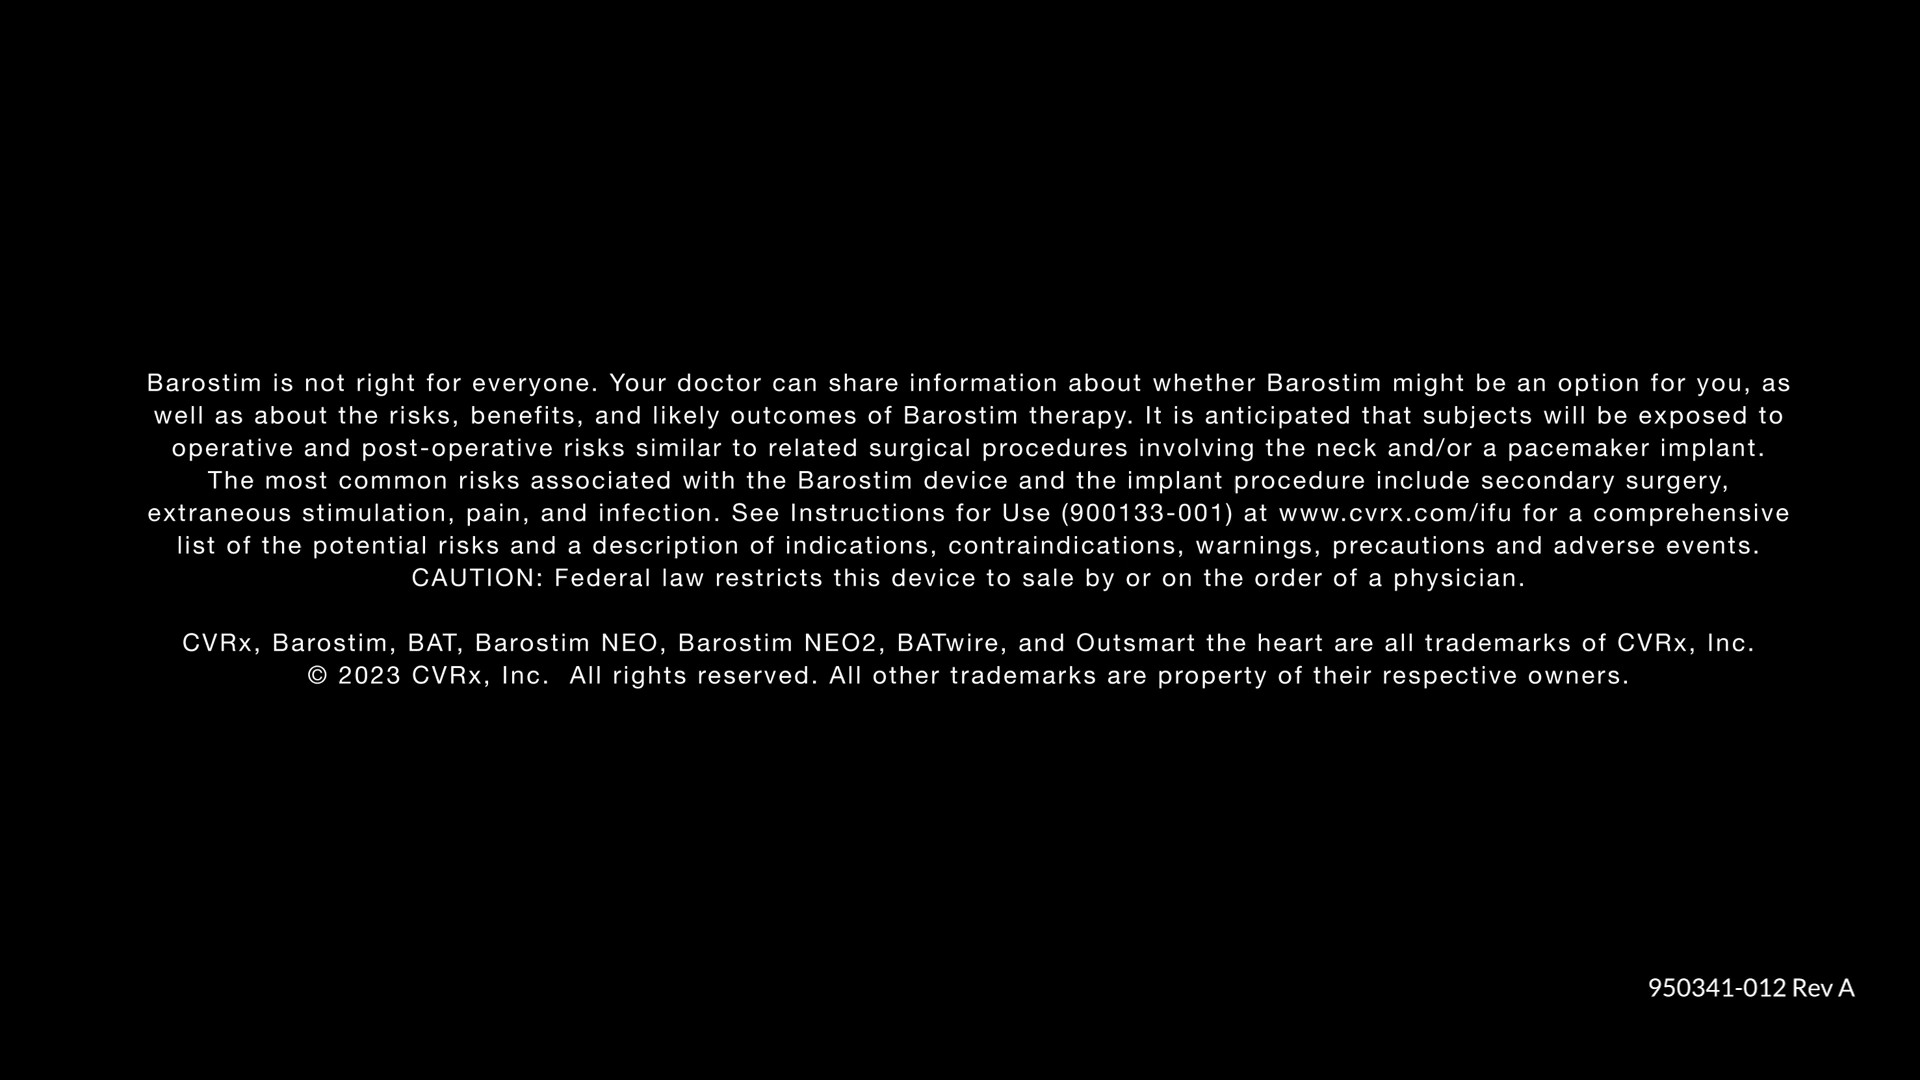 Barostim is not right for everyone. Your doctor can share information about whether Barostim might be an option for you, as
well as about the risks, benefits, and likely outcomes of Barostim therapy. It is anticipated that subjects will be exposed to
operative and post-operative risks similar to related surgical procedures involving the neck and/or a pacemaker implant.
The most common risks associated with the Barostim device and the implant procedure include secondary surgery,
extraneous stimulation, pain, and infection. See Instructions for Use (900133-001) at www.cvrx.com/ifu for a comprehensive
list of the potential risks and a description of indications, contraindications, warnings, precautions and adverse events.
CAUTION: Federal law restricts this device to sale by or on the order of a physician.
CVRx, Barostim, BAT, Barostim NEO, Barostim NEO2, BATwire, and Outsmart the heart are all trademarks of CVRx, Inc.
© 2023 CVRx, Inc.  All rights reserved. All other trademarks are property of their respective owners.
950341-012 Rev A